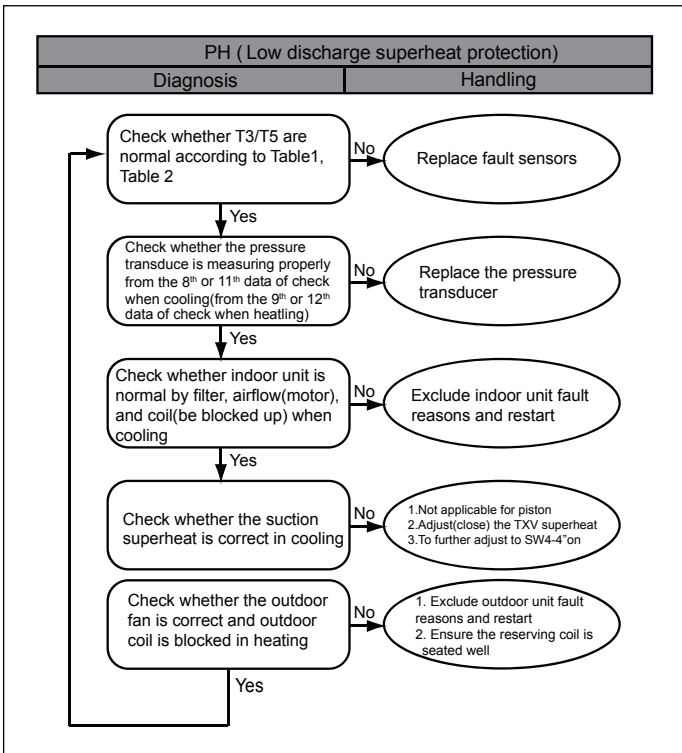 PH ( Low discharge superheat protection)
Diagnosis
Handling
Check whether T3/T5 are
normal according to Table1,
Table 2
No
Replace fault sensors
Yes
Check whether the pressure
transduce is measuring properly
from the 8th or 11th data of check
when cooling(from the 9th or 12th
data of check when heatling)
No
Replace the pressure
transducer
Yes
Check whether indoor unit is
normal by filter, airflow(motor),
and coil(be blocked up) when
cooling
No
Exclude indoor unit fault
reasons and restart
Yes
Check whether the suction
superheat is correct in cooling
No
1.Not applicable for piston
2.Adjust(close) the TXV superheat
3.To further adjust to SW4-4”on
Check whether the outdoor
fan is correct and outdoor
coil is blocked in heating
No
1. Exclude outdoor unit fault
reasons and restart
2. Ensure the reserving coil is
seated well
Yes